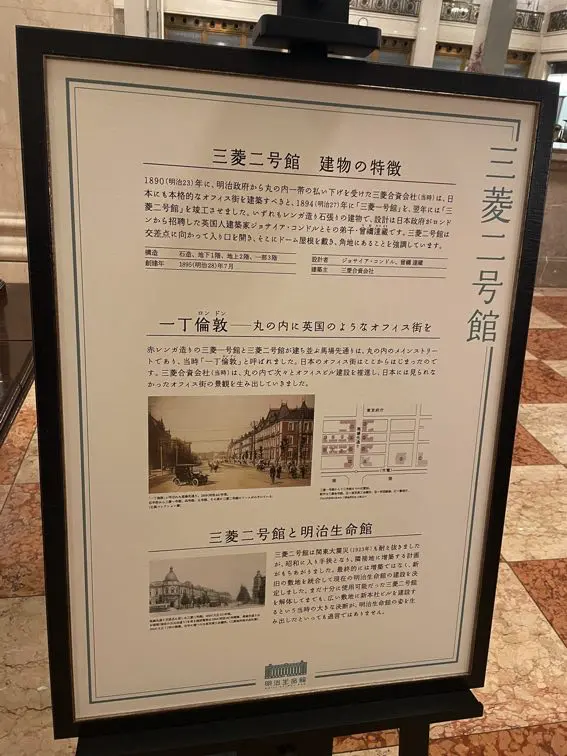 三菱二号館
三菱二号館　建物の特徴
1890(明治23)年に、明治政府から丸の内一帯の払い下げを受けた三菱合資会社(当時)は、日
本にも本格的なオフィス街を建築すべきと、1894(明治27)年に「三菱一号館」を、翌年には「三
菱二号館」を竣工させました。いずれもレンガ造り石張りの建物で、設計は日本政府がロンド
ンから招聘した英国人建築家ジョサイア・コンドルとその弟子・曾禰達蔵です。三菱二号館は
交差点に向かって入り口を開き、そこにドーム屋根を戴き、角地にあることを強調しています。
構造　石造、地下1階、地上2階、一部3階
設計者　ジョサイア・コンドル、曾禰達蔵
創建年　1895(明治28)年7月
建築主　三菱合資会社
ロンドン
一丁倫敦――丸の内に英国のようなオフィス街を
赤レンガ造りの三菱一号館と三菱二号館が建ち並ぶ馬場先通りは、丸の内のメインストリー
トであり、当時「一丁倫敦」と呼ばれました。日本のオフィス街はここからはじまったので
す。三菱合資会社(当時)は、丸の内で次々とオフィスビル建設を推進し、日本には見られな
かったオフィス街の景観を生み出していきました。
東京府庁
三菱二号館と明治生命館
三菱二号館は関東大震災(1923年)も耐え抜きました
が、昭和に入り手狭となり、隣接地に増築する計画
がもちあがりました。最終的には増築ではなく、新
旧の敷地を統合して現在の明治生命館の建設を決
定しました。まだ十分に使用可能だった三菱二号館
を解体してまでも、広い敷地に新本社ビルを建設す
るという当時の大きな決断が、明治生命館の姿を生
み出したといっても過言ではありません。
明治生命館